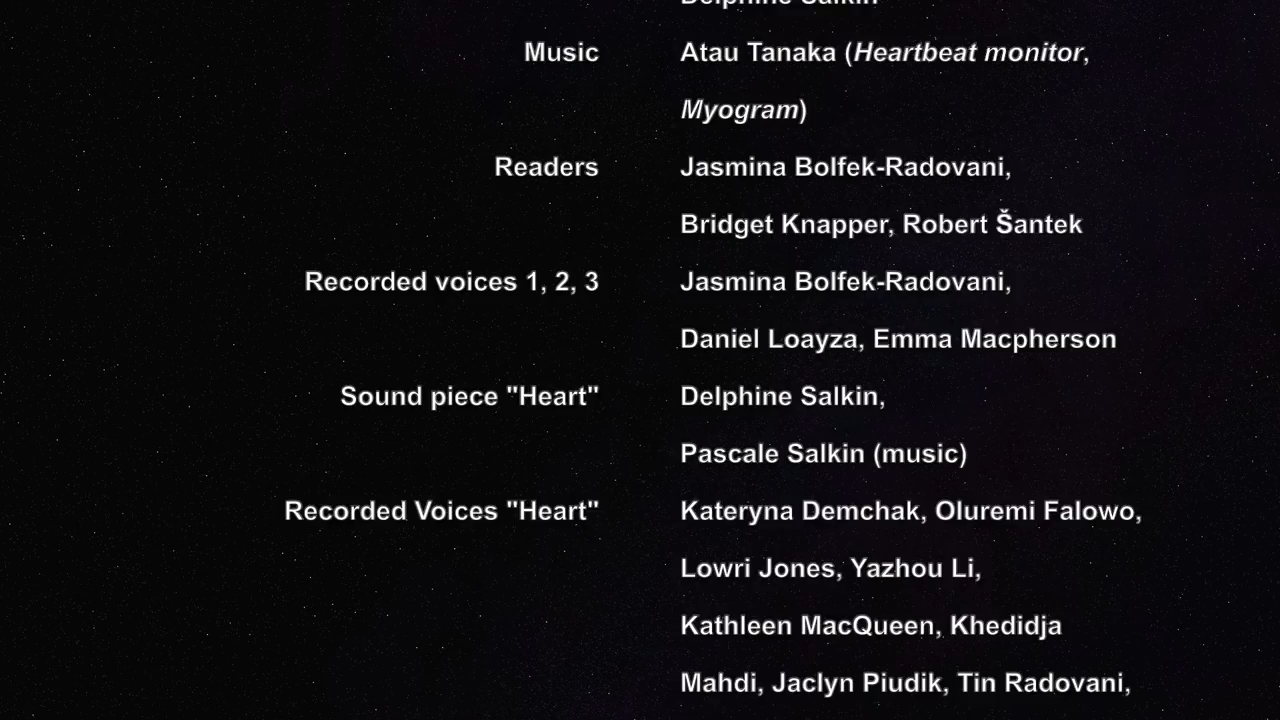 Delphine Salkin
Music Atau Tanaka (Heartbeat monitor,
Myogram)
Readers Jasmina Bolfek-Radovani,
Bridget Knapper, Robert Šantek
Recorded voices 1, 2, 3 Jasmina Bolfek-Radovani,
Daniel Loayza, Emma Macpherson
Sound piece "Heart" Delphine Salkin,
Pascale Salkin (music)
Recorded Voices "Heart" Kateryna Demchak, Oluremi Falowo,
Lowri Jones, Yazhou Li,
Kathleen MacQueen, Khedidja
Mahdi, Jaclyn Piudik, Tin Radovani,